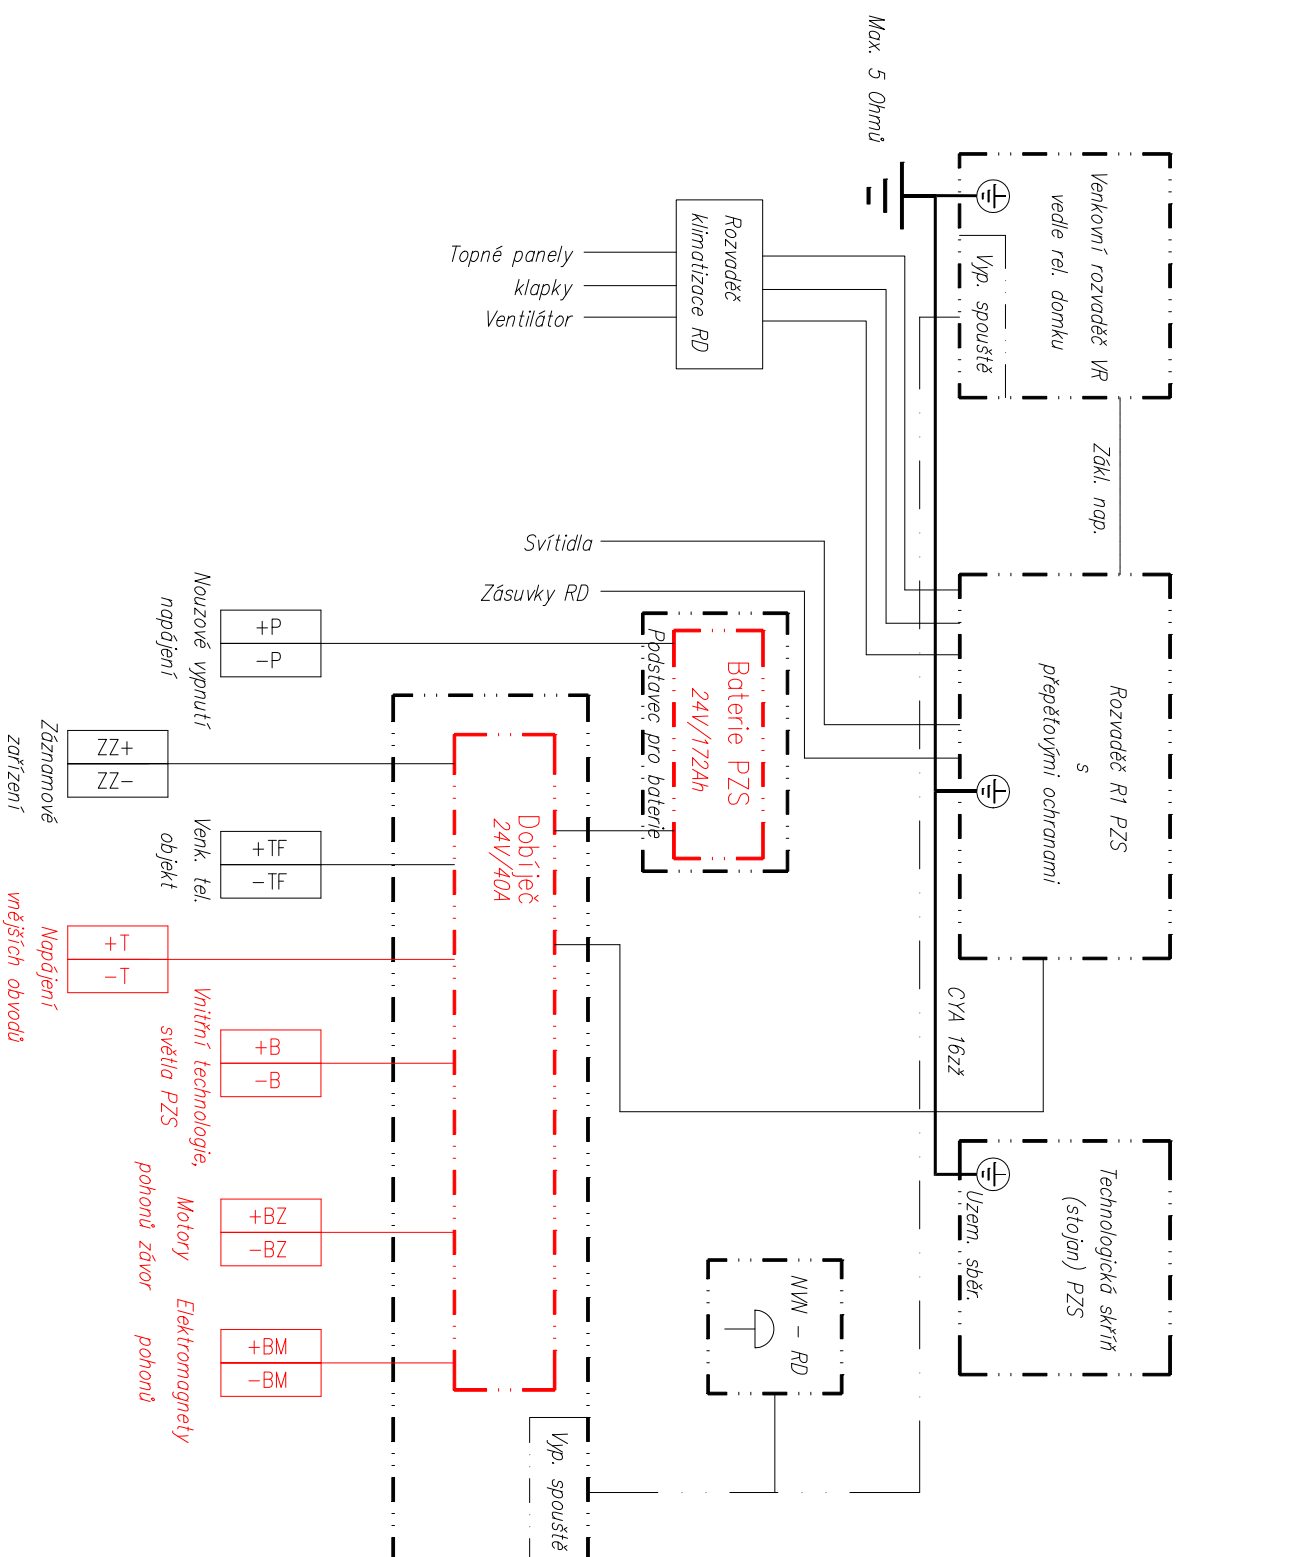 Max. 5 Ohmů
Venkovní rozvaděč VR
vedle rel. domku
Vyp. spouště
Zákl. nap.
Rozvaděč R1 PZS
s
přepěťovými ochranami
CYA 16zž
Technologická skříň
(stojan) PZS
Uzem. sběr.
Rozvaděč
klimatizace RD
Topné panely
klapky
Ventilátor
Svítidla
Zásuvky RD
Baterie PZS
24V/172Ah
Podstavec pro baterie
NVN – RD
Dobíječ
24V/40A
Vyp. spouště
+P
–P
Nouzové vypnutí
napájení
ZZ+
ZZ–
Záznamové
zařízení
+TF
–TF
Venk. tel.
objekt
+T
–T
Napájení
vnějších obvodů
+B
–B
Vnitřní technologie,
světla PZS
+BZ
–BZ
Motory
pohonů závor
+BM
–BM
Elektromagnety
pohonů